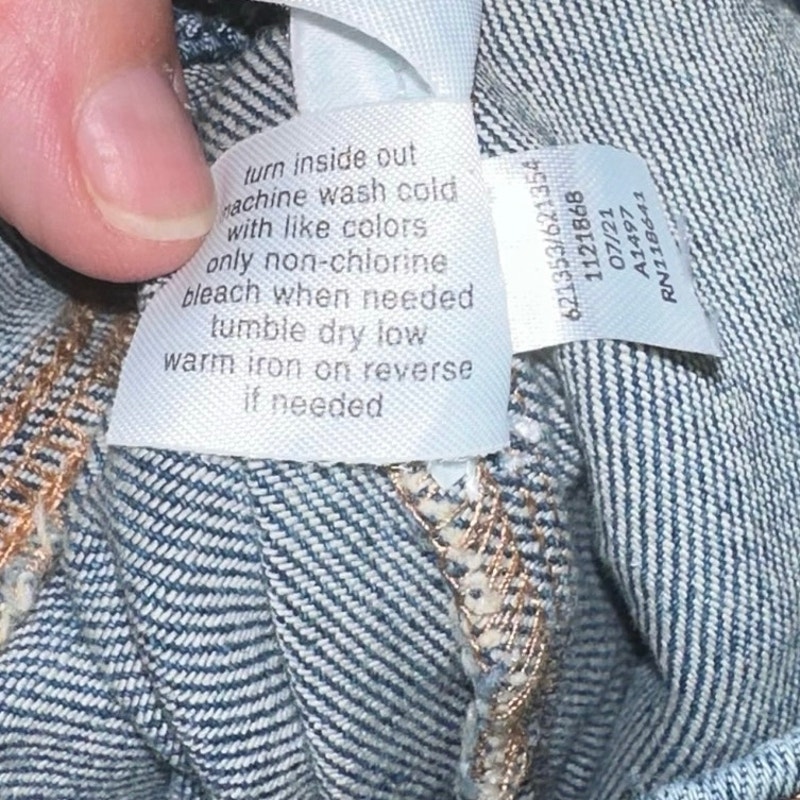 turn inside out
machine wash cold
with like colors
only non-chlorine
bleach when needed
tumble dry low
warm iron on reverse
if needed
621353/621354
1121868
07/21
A1497
RN118641